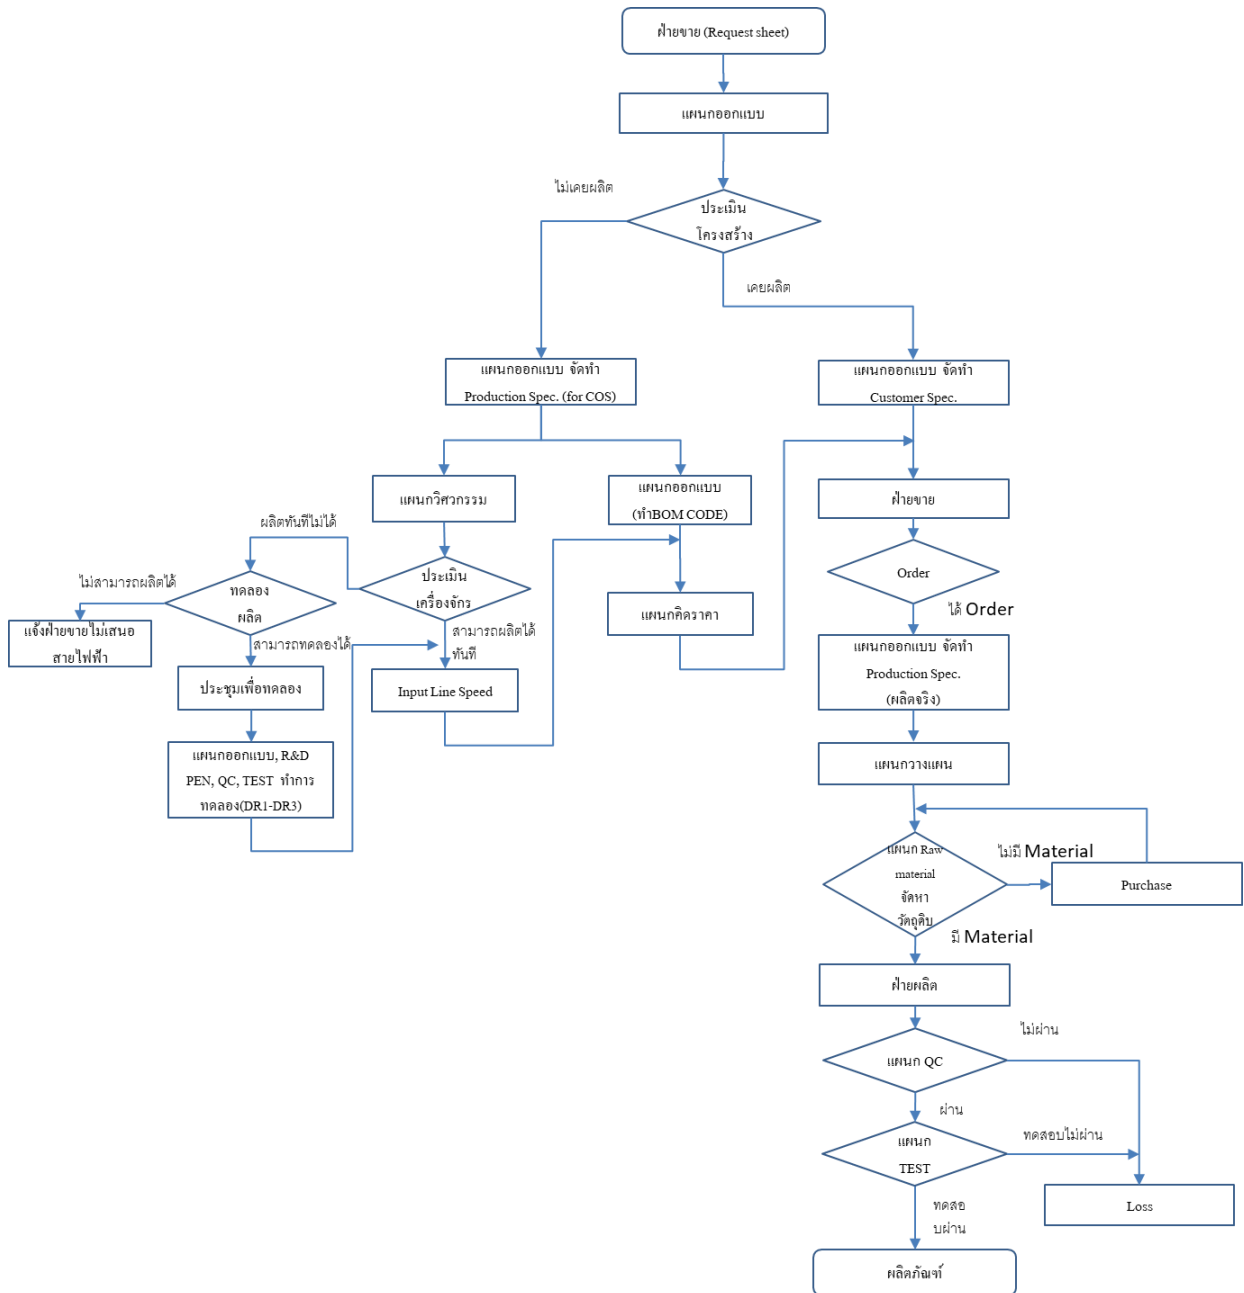 ฝ่ายขาย (Request sheet)
แผนกออกแบบ
ไม่เคยผลิต
ประเมิน
โครงสร้าง
เคยผลิต
แผนกออกแบบ จัดทำ
Production Spec. (for COS)
แผนกออกแบบ จัดทำ
Customer Spec.
แผนกวิศวกรรม
แผนกออกแบบ
(ทำBOM CODE)
ฝ่ายขาย
ผลิตทันทีไม่ได้
ไม่สามารถผลิตได้
ทดลอง
ผลิต
ประเมิน
เครื่องจักร
Order
แผนกคิดราคา
ได้ Order
แจ้งฝ่ายขายไม่เสนอ
สายไฟฟ้า
สามารถทดลองได้
สามารถผลิตได้
ทันที
แผนกออกแบบ จัดทำ
Production Spec.
(ผลิตจริง)
ประชุมเพื่อทดลอง
Input Line Speed
แผนกออกแบบ, R&D
PEN, QC, TEST ทำการ
ทดลอง(DR1-DR3)
แผนกวางแผน
แผนก Raw
material
จัดหา
วัตถุดิบ
ไม่มี Material
Purchase
มี Material
ฝ่ายผลิต
ไม่ผ่าน
แผนก QC
ผ่าน
แผนก
TEST
ทดสอบไม่ผ่าน
Loss
ทดสอ
บผ่าน
ผลิตภัณฑ์